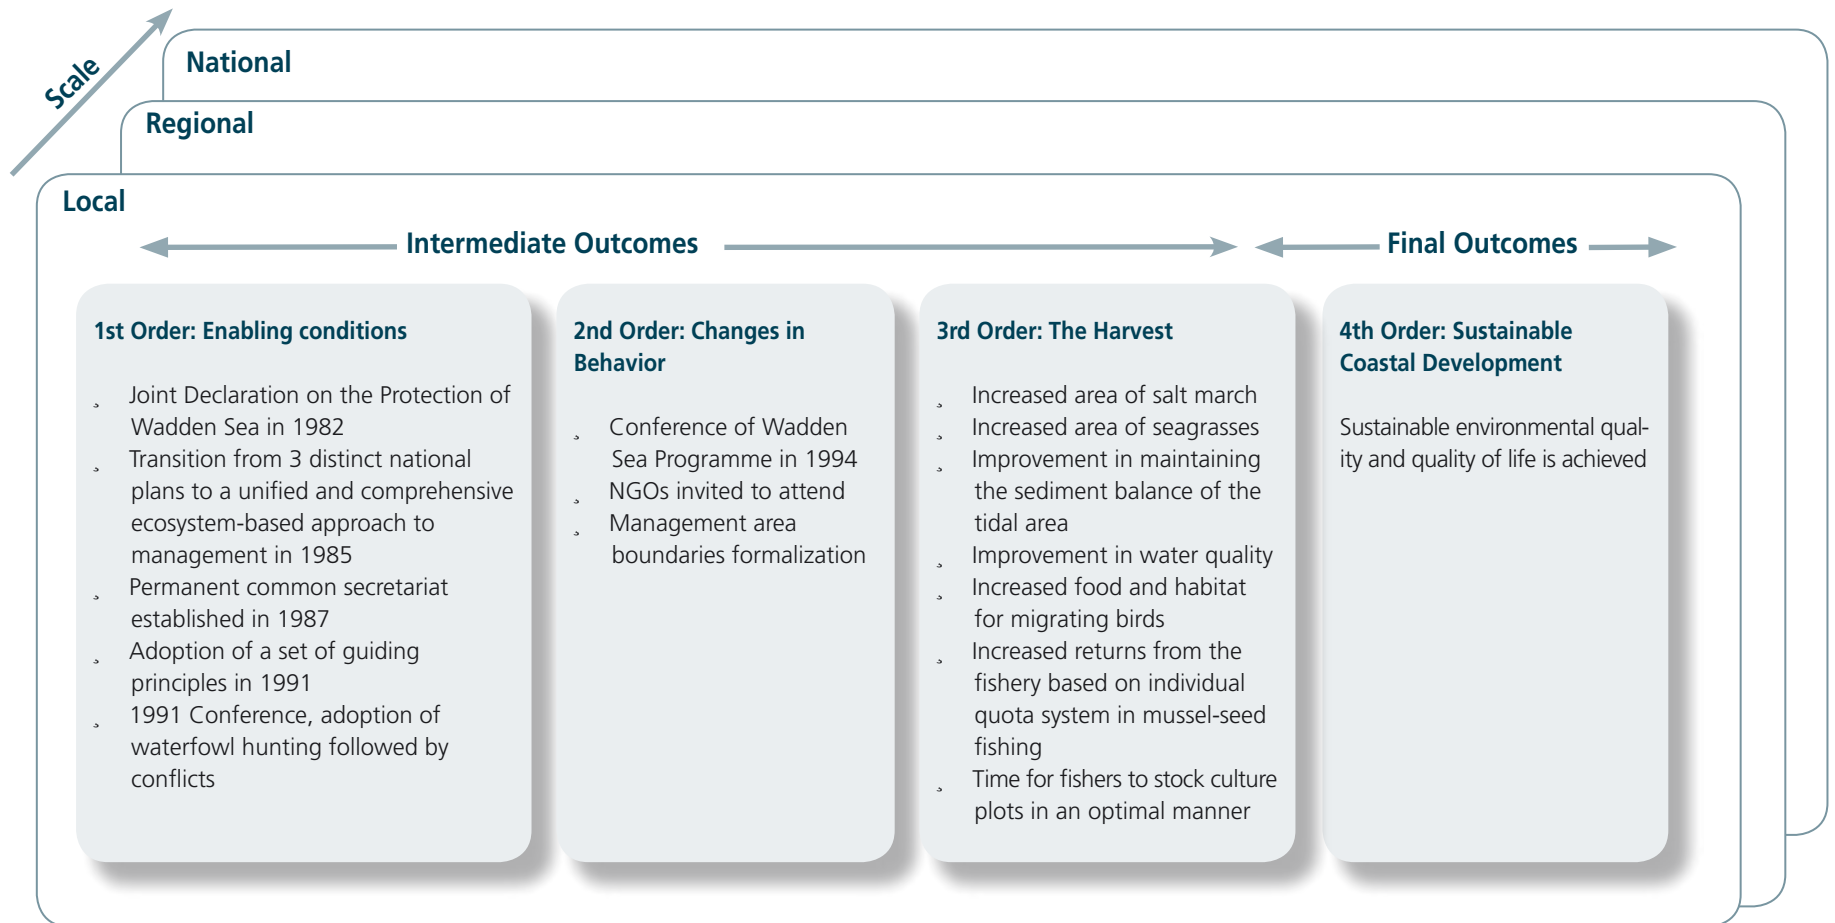 Scale
National
Regional
Local
Intermediate Outcomes
Final Outcomes
1st Order: Enabling conditions
¸ Joint Declaration on the Protection of
Wadden Sea in 1982
¸ Transition from 3 distinct national
plans to a unified and comprehensive
ecosystem-based approach to
management in 1985
¸ Permanent common secretariat
established in 1987
¸ Adoption of a set of guiding
principles in 1991
¸ 1991 Conference, adoption of
waterfowl hunting followed by
conflicts
2nd Order: Changes in
Behavior
¸ Conference of Wadden
Sea Programme in 1994
¸ NGOs invited to attend
¸ Management area
boundaries formalization
3rd Order: The Harvest
¸ Increased area of salt march
¸ Increased area of seagrasses
¸ Improvement in maintaining
the sediment balance of the
tidal area
¸ Improvement in water quality
¸ Increased food and habitat
for migrating birds
¸ Increased returns from the
fishery based on individual
quota system in mussel-seed
fishing
¸ Time for fishers to stock culture
plots in an optimal manner
4th Order: Sustainable
Coastal Development
Sustainable environmental qual-
ity and quality of life is achieved